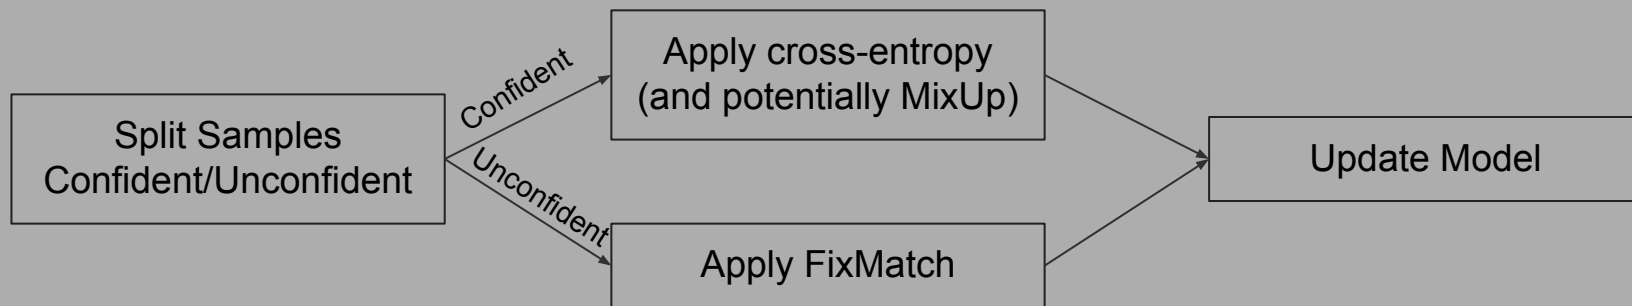 Split Samples
Confident/Unconfident
Confident
Unconfident
Apply cross-entropy
(and potentially MixUp)
Apply FixMatch
Update Model